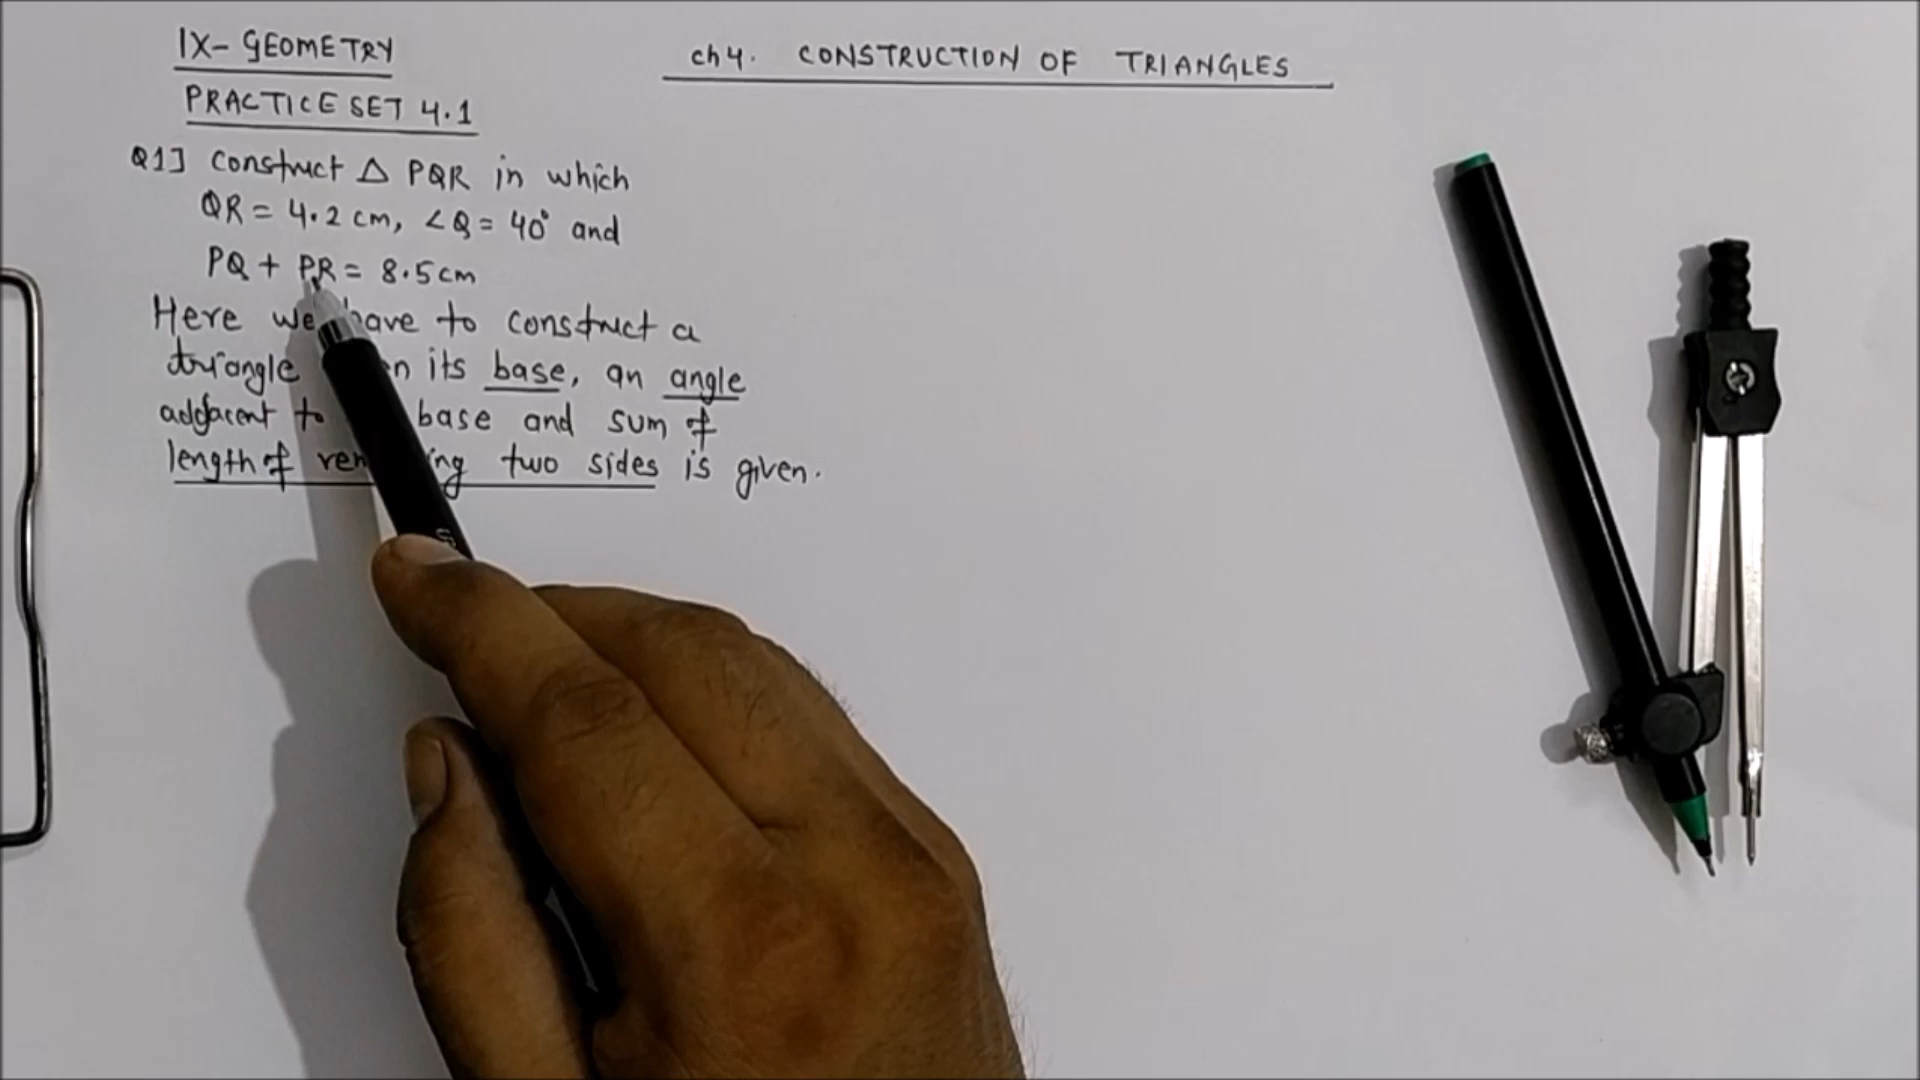 IX- GEOMETRY
ch4. CONSTRUCTION OF TRIANGLES
PRACTICE SET 4.1
Q1] Construct △ PQR in which
QR = 4.2 cm, ∠Q = 40° and
PQ + PR = 8.5 cm
Here we have to construct a
triangle its base, an angle
adjacent to base and sum of
length of two sides is given.